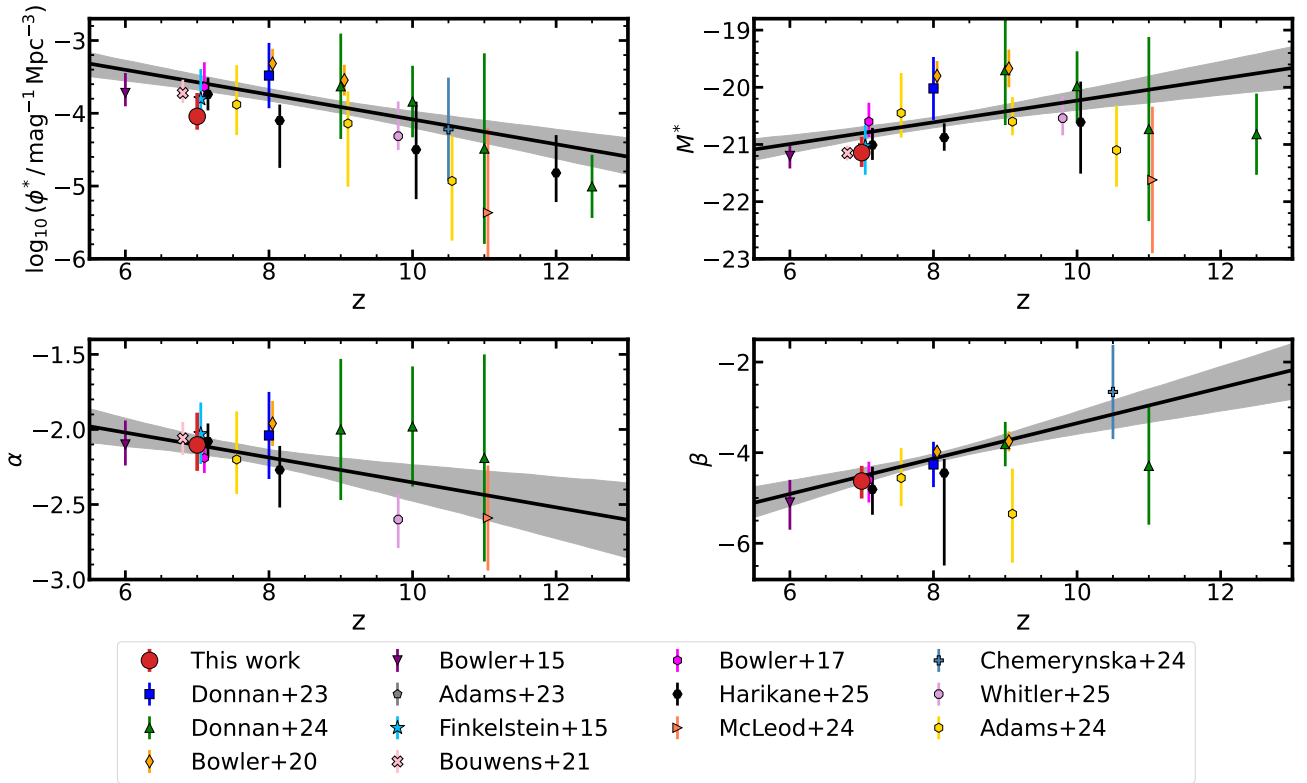 log₁₀ (ϕ* / mag⁻¹ Mpc⁻³)
−3
−4
−5
−6
6 8 10 12
z
M*
−19
−20
−21
−22
−23
6 8 10 12
z
α
−1.5
−2.0
−2.5
−3.0
6 8 10 12
z
β
−2
−4
−6
6 8 10 12
z
This work
Donnan+23
Donnan+24
Bowler+20
Bowler+15
Adams+23
Finkelstein+15
Bouwens+21
Bowler+17
Harikane+25
McLeod+24
Chemerynska+24
Whitler+25
Adams+24